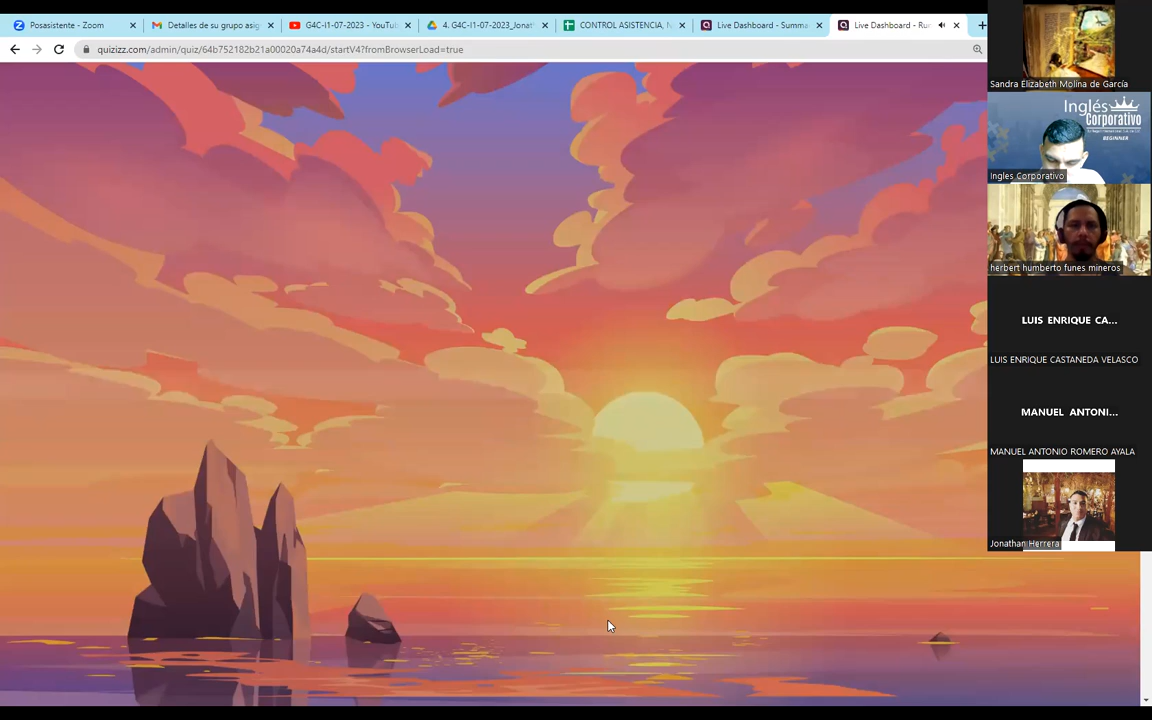 Posasistente - Zoom
Detalles de su grupo asig
G4C-I1-07-2023 - YouTub
4. G4C-I1-07-2023_Jonat
CONTROL ASISTENCIA, N
Live Dashboard - Summa
Live Dashboard - Run
quizizz.com/admin/quiz/64b752182b21a00020a74a4d/startV4?fromBrowserLoad=true
Sandra Elizabeth Molina de García
Inglés
Corporativo
BEGINNER
Ingles Corporativo
herbert humberto funes mineros
LUIS ENRIQUE CA...
LUIS ENRIQUE CASTANEDA VELASCO
MANUEL ANTONI...
MANUEL ANTONIO ROMERO AYALA
Jonathan Herrera